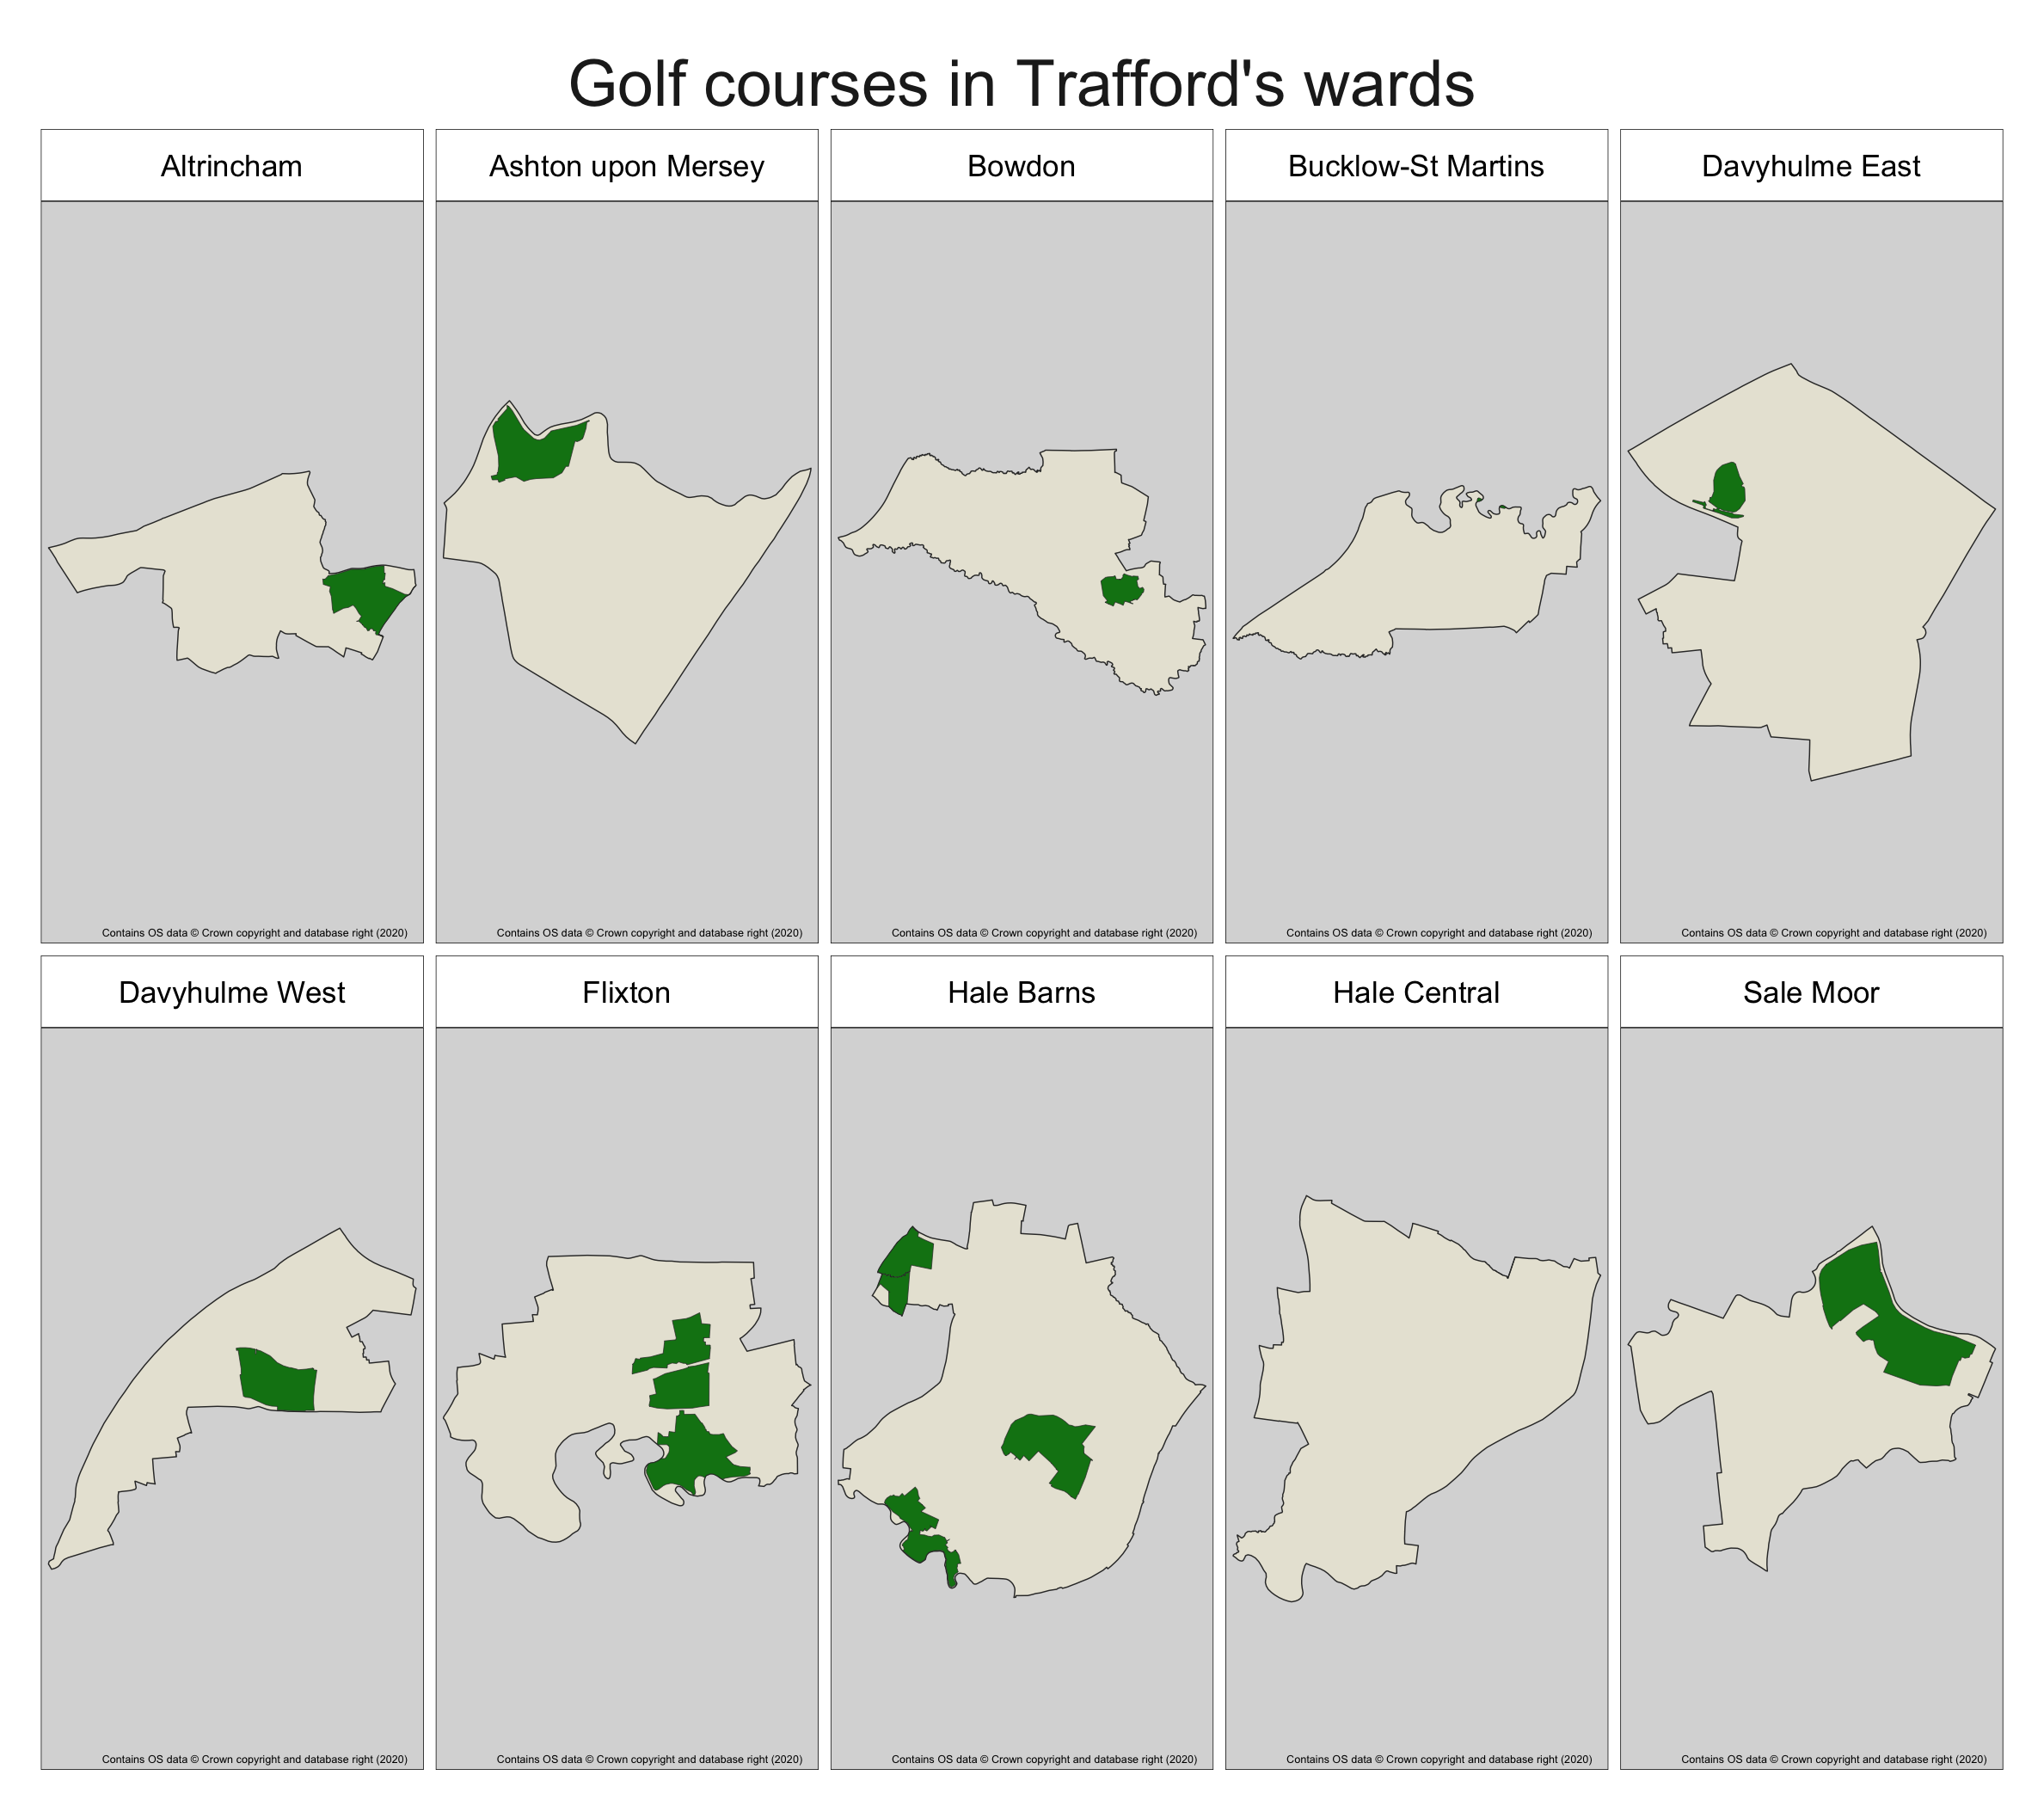 Golf courses in Trafford's wards
Altrincham
Ashton upon Mersey
Bowdon
Bucklow-St Martins
Davyhulme East
Contains OS data © Crown copyright and database right (2020)
Contains OS data © Crown copyright and database right (2020)
Contains OS data © Crown copyright and database right (2020)
Contains OS data © Crown copyright and database right (2020)
Contains OS data © Crown copyright and database right (2020)
Davyhulme West
Flixton
Hale Barns
Hale Central
Sale Moor
Contains OS data © Crown copyright and database right (2020)
Contains OS data © Crown copyright and database right (2020)
Contains OS data © Crown copyright and database right (2020)
Contains OS data © Crown copyright and database right (2020)
Contains OS data © Crown copyright and database right (2020)